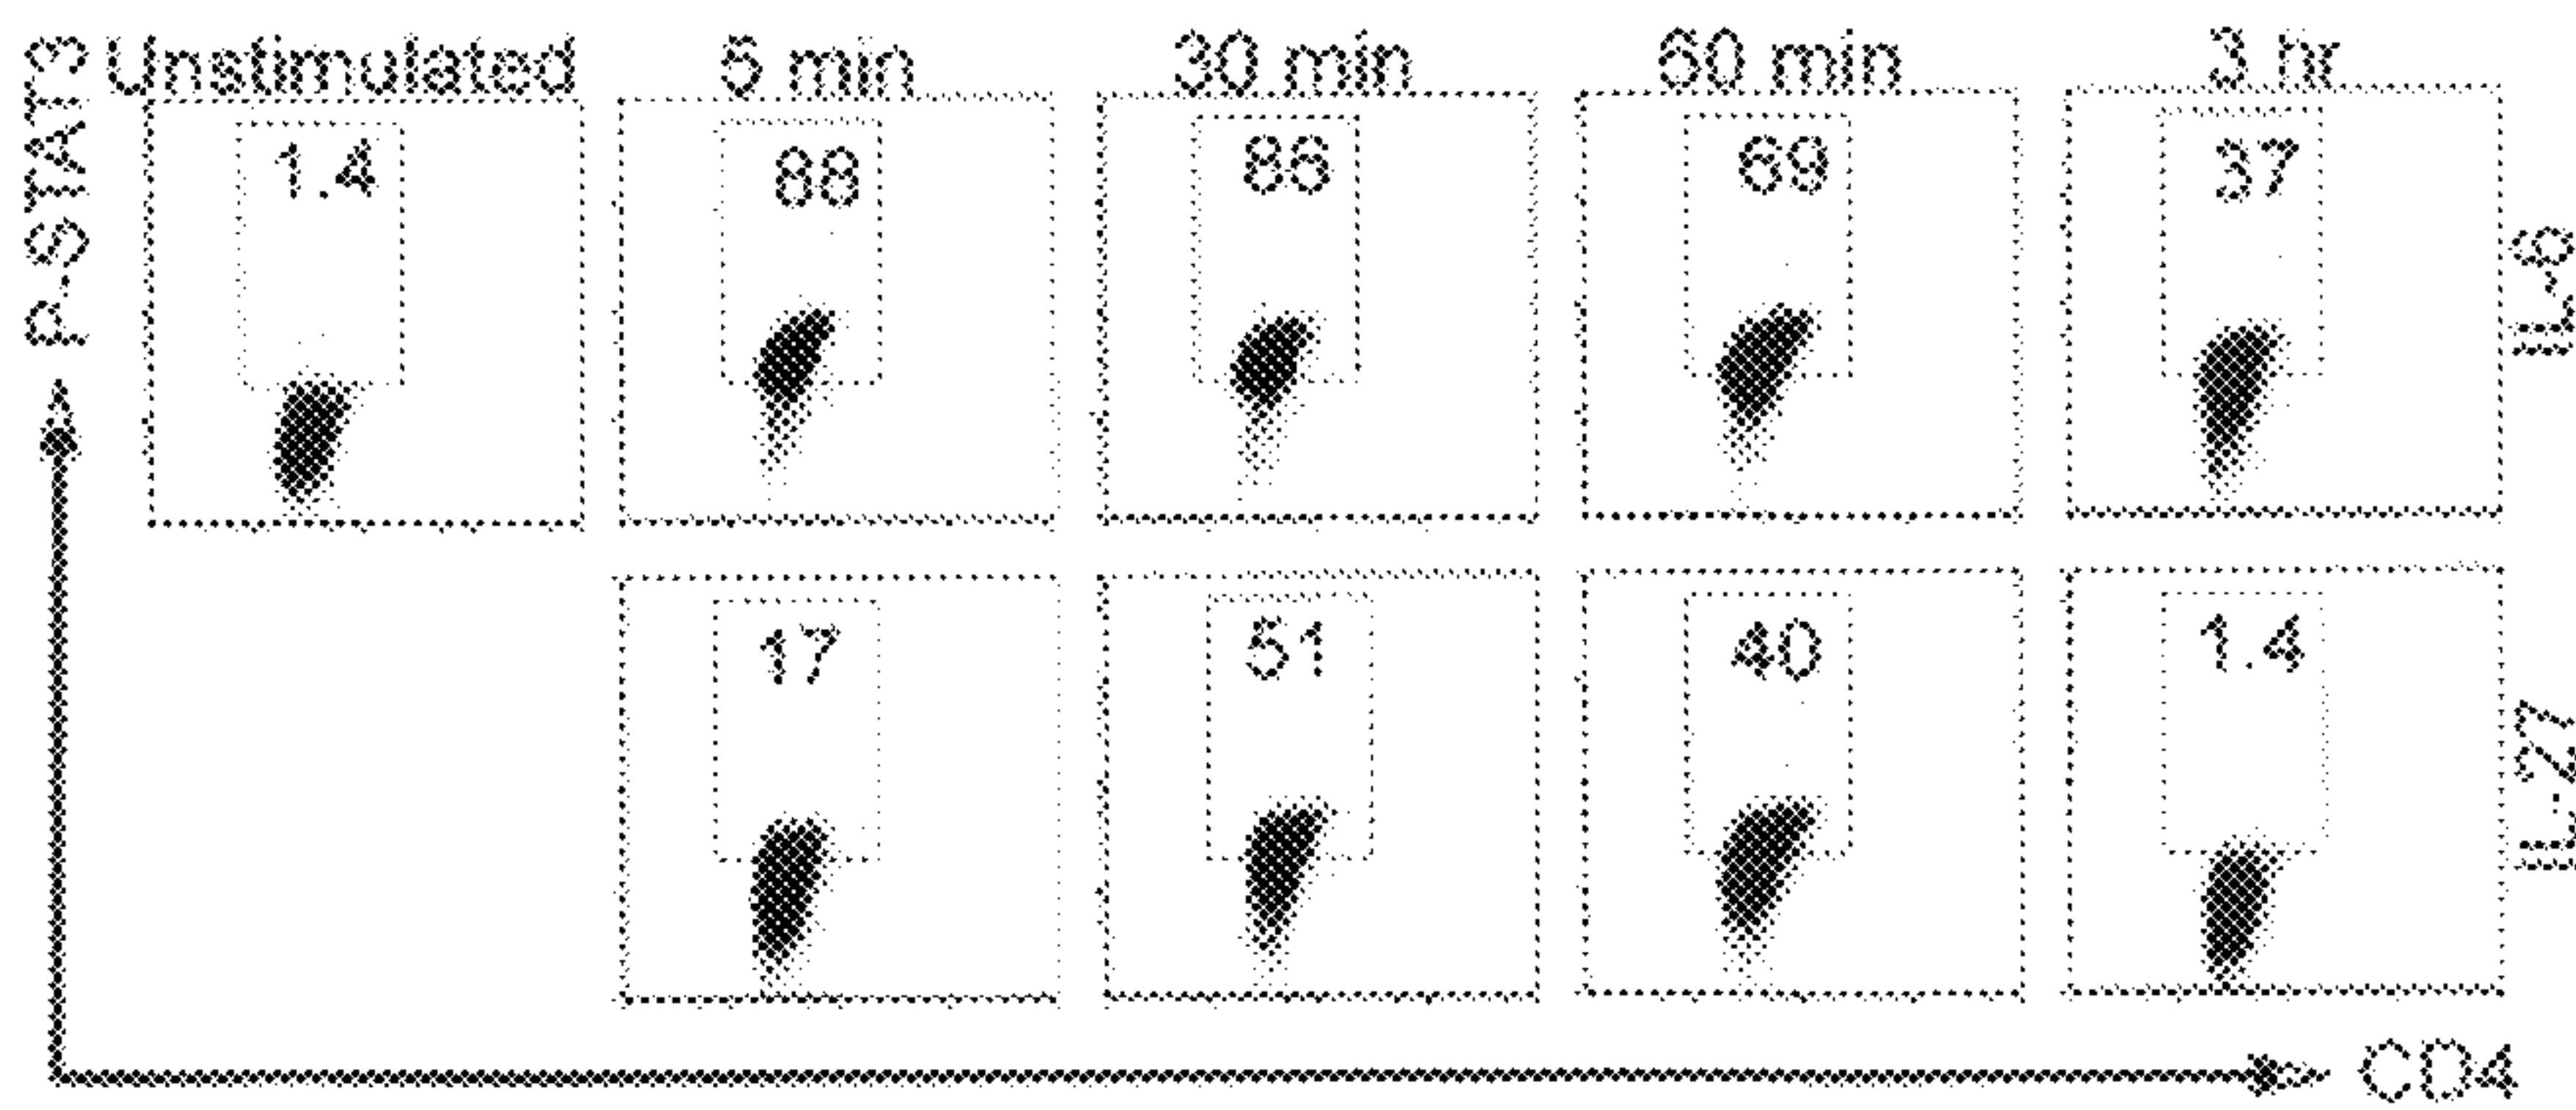 P-STAT3
Unstimulated 5 min 30 min 60 min 3 hr
1.4 88 86 69 37
IL-6
17 51 40 1.4
IL-27
CD4